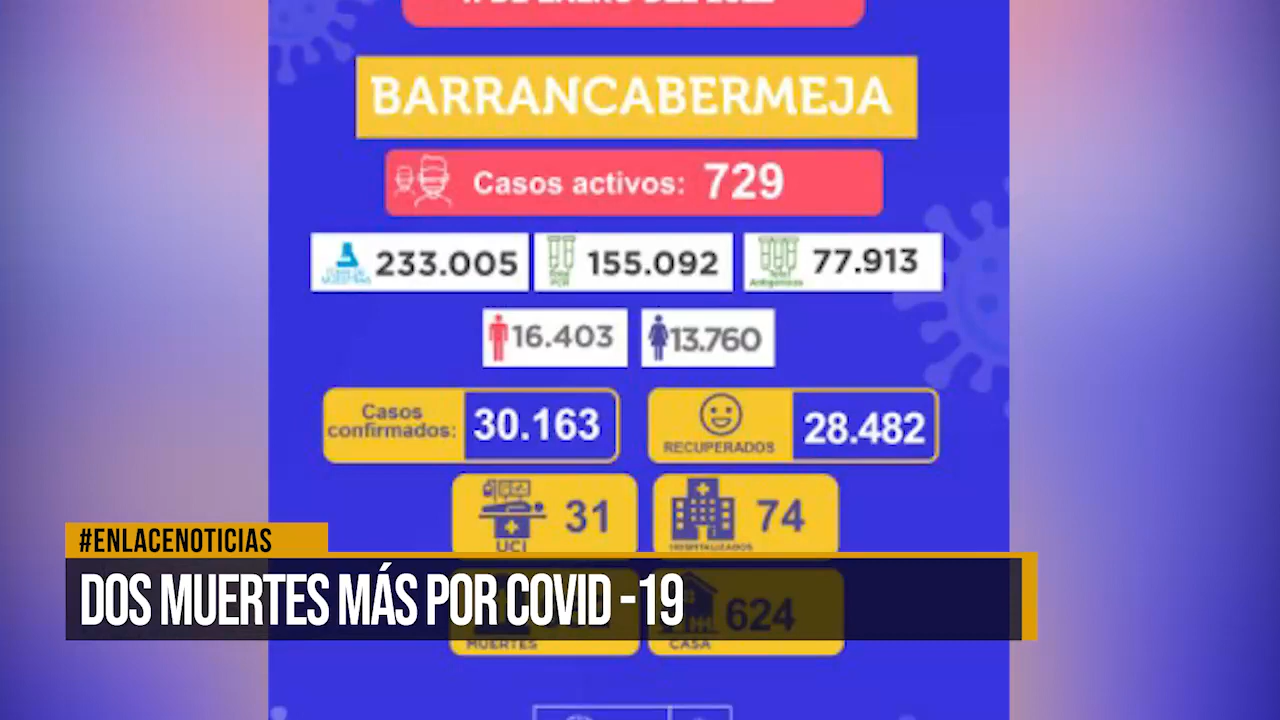 BARRANCABERMEJA
Casos activos: 729
233.005
155.092
77.913
16.403
13.760
Casos
confirmados:
30.163
RECUPERADOS
28.482
31
UCI
74
HOSPITALIZADOS
#ENLACENOTICIAS
DOS MUERTES MÁS POR COVID -19
624
MUERTES
CASA